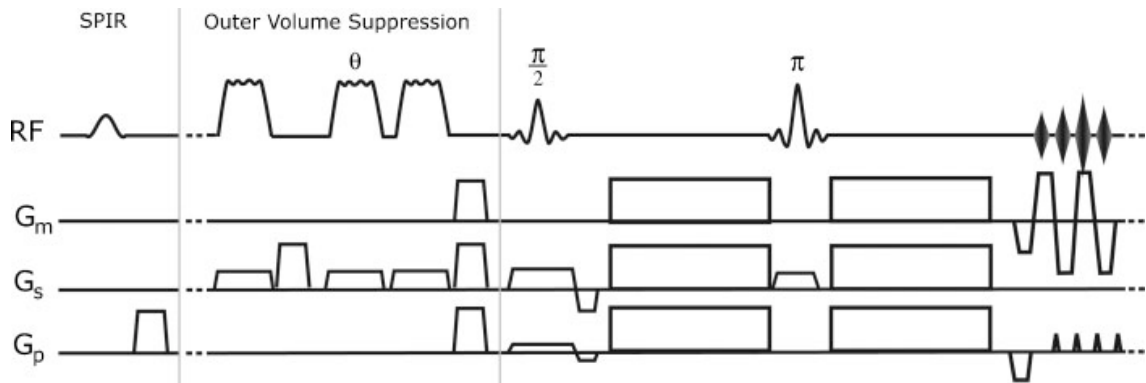 SPIR
Outer Volume Suppression
θ
π/2
π
RF
Gm
Gs
Gp